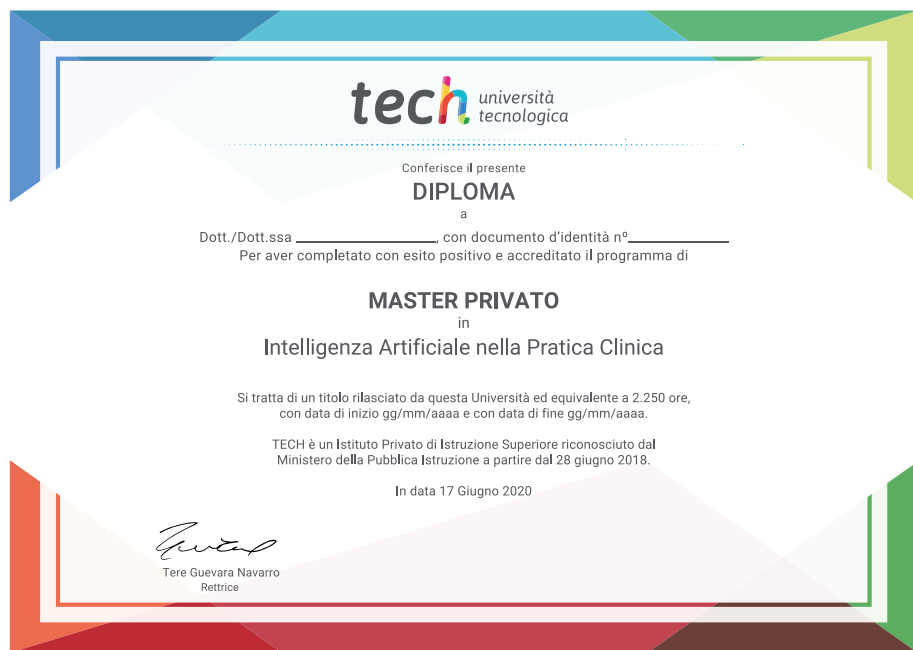 tech università
tecnologica
Conferisce il presente
DIPLOMA
a
Dott./Dott.ssa ________________, con documento d'identità nº____________
Per aver completato con esito positivo e accreditato il programma di
MASTER PRIVATO
in
Intelligenza Artificiale nella Pratica Clinica
Si tratta di un titolo rilasciato da questa Università ed equivalente a 2.250 ore,
con data di inizio gg/mm/aaaa e con data di fine gg/mm/aaaa.
TECH è un Istituto Privato di Istruzione Superiore riconosciuto dal
Ministero della Pubblica Istruzione a partire dal 28 giugno 2018.
In data 17 Giugno 2020
Tere Guevara Navarro
Rettrice